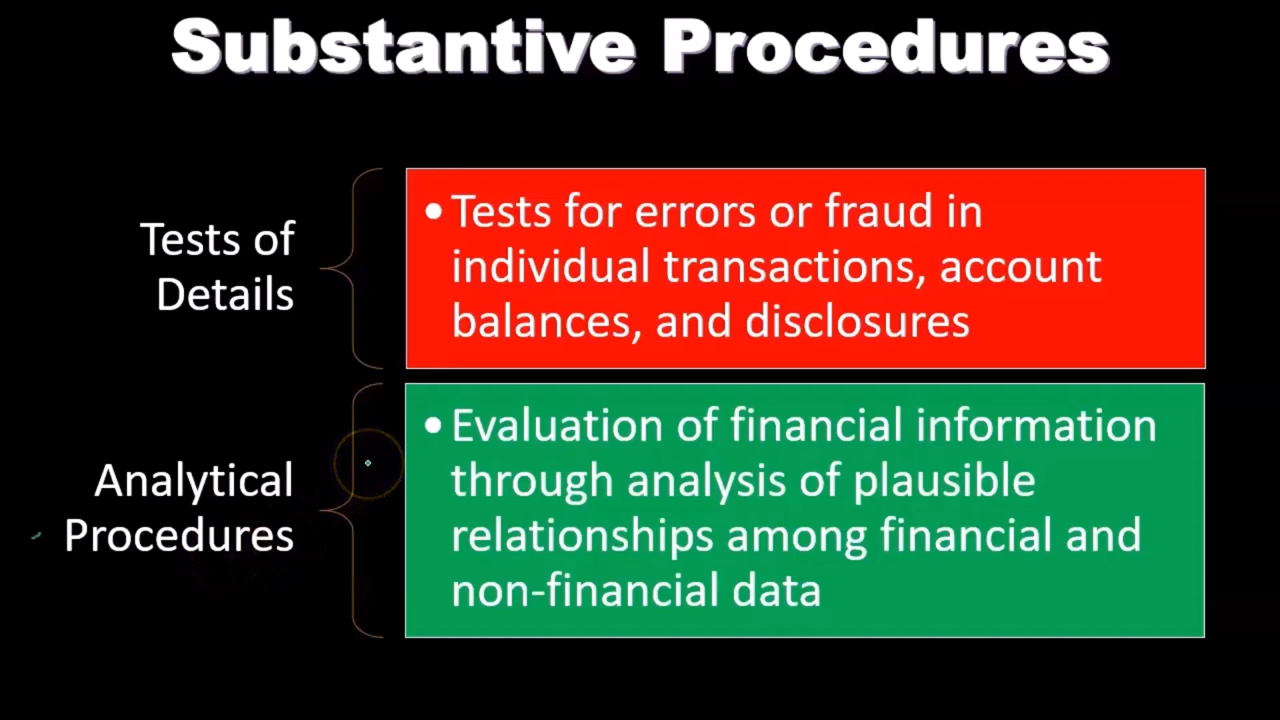 Substantive Procedures
Tests of
Details
• Tests for errors or fraud in
individual transactions, account
balances, and disclosures
Analytical
Procedures
• Evaluation of financial information
through analysis of plausible
relationships among financial and
non-financial data